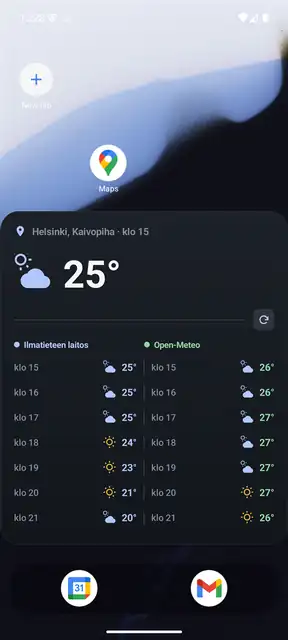 Maps
Helsinki, Kaivopiha · klo 15
25°
Ilmatieteen laitos
Open-Meteo
klo 15 25° klo 15 26°
klo 16 25° klo 16 26°
klo 17 25° klo 17 27°
klo 18 24° klo 18 27°
klo 19 23° klo 19 27°
klo 20 21° klo 20 27°
klo 21 20° klo 21 26°
31